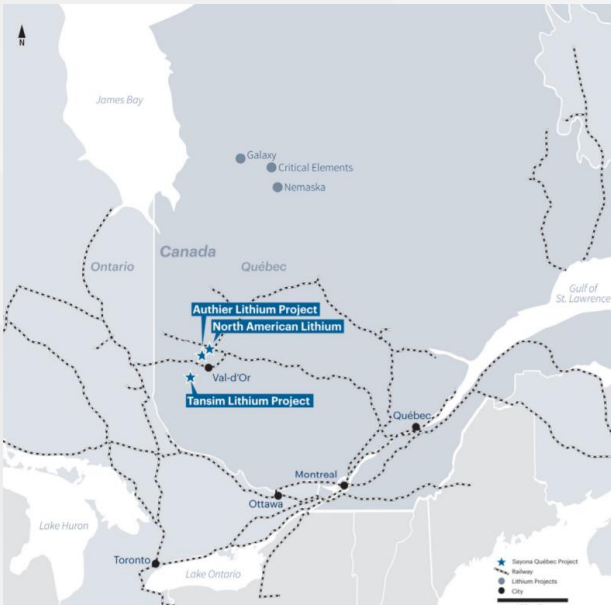 N
James Bay
Galaxy
Critical Elements
Nemaska
Canada
Ontario
Québec
Gulf of
St. Lawrence
Authier Lithium Project
North American Lithium
Val-d'Or
Tansim Lithium Project
Québec
Montreal
Ottawa
Lake Huron
Toronto
Lake Ontario
Sayona Québec Project
Railway
Lithium Projects
City